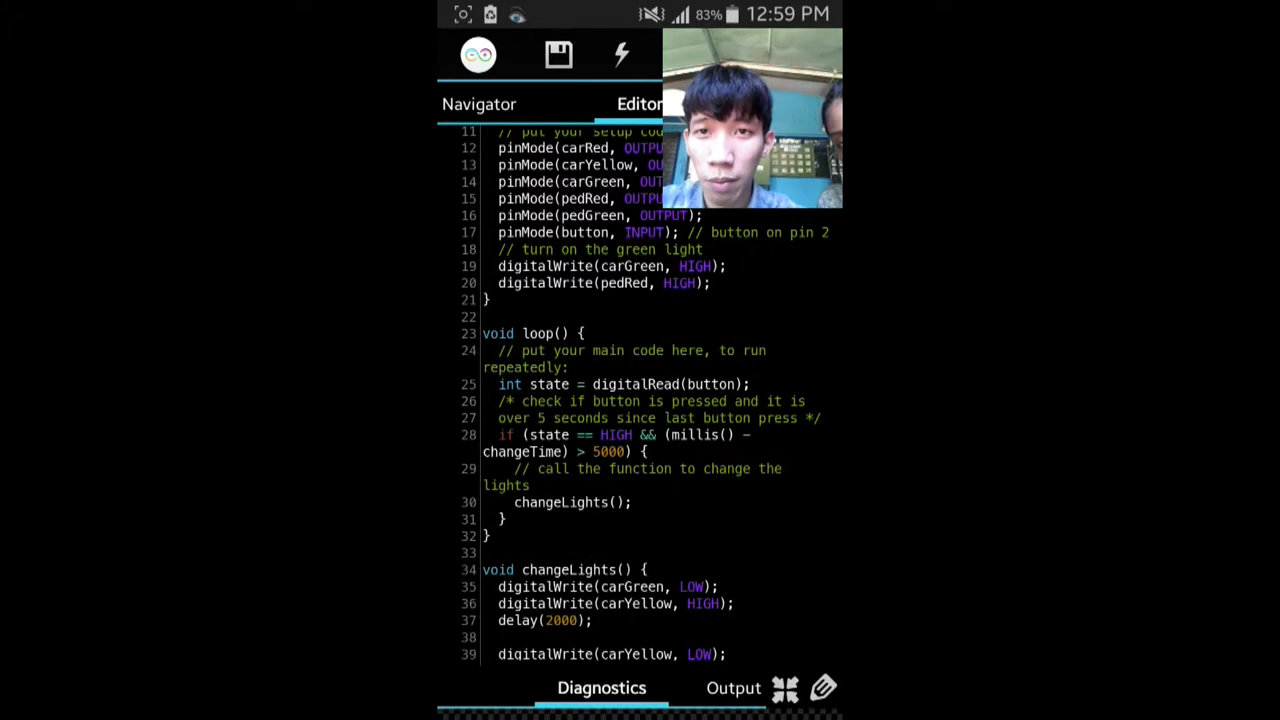 83% 12:59 PM
Navigator Editor
11 // put your setup
12 pinMode(carRed,
13 pinMode(carYellow,
14 pinMode(carGreen,
15 pinMode(pedRed,
16 pinMode(pedGreen, OUTPUT);
17 pinMode(button, INPUT); // button on pin 2
18 // turn on the green light
19 digitalWrite(carGreen, HIGH);
20 digitalWrite(pedRed, HIGH);
21 }
22
23 void loop() {
24 // put your main code here, to run
repeatedly:
25 int state = digitalRead(button);
26 /* check if button is pressed and it is
27 over 5 seconds since last button press */
28 if (state == HIGH && (millis() -
changeTime) > 5000) {
29 // call the function to change the
lights
30 changeLights();
31 }
32 }
33
34 void changeLights() {
35 digitalWrite(carGreen, LOW);
36 digitalWrite(carYellow, HIGH);
37 delay(2000);
38
39 digitalWrite(carYellow, LOW);
Diagnostics Output